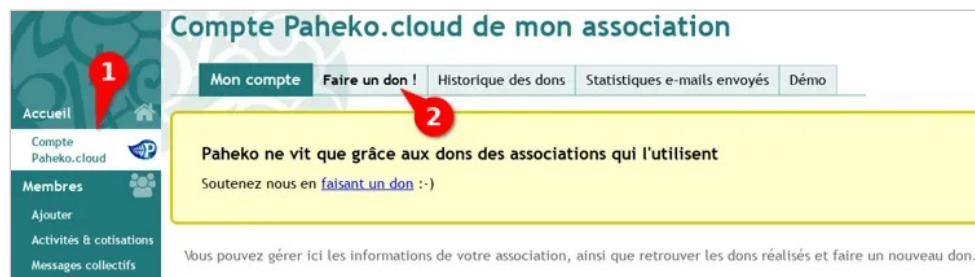 Compte Paheko.cloud de mon association
1
Mon compte Faire un don ! Historique des dons Statistiques e-mails envoyés Démo
2
Accueil
Compte
Paheko.cloud
P
Membres
Ajouter
Activités & cotisations
Messages collectifs
Paheko ne vit que grâce aux dons des associations qui l'utilisent
Soutenez nous en faisant un don :-)
Vous pouvez gérer ici les informations de votre association, ainsi que retrouver les dons réalisés et faire un nouveau don.